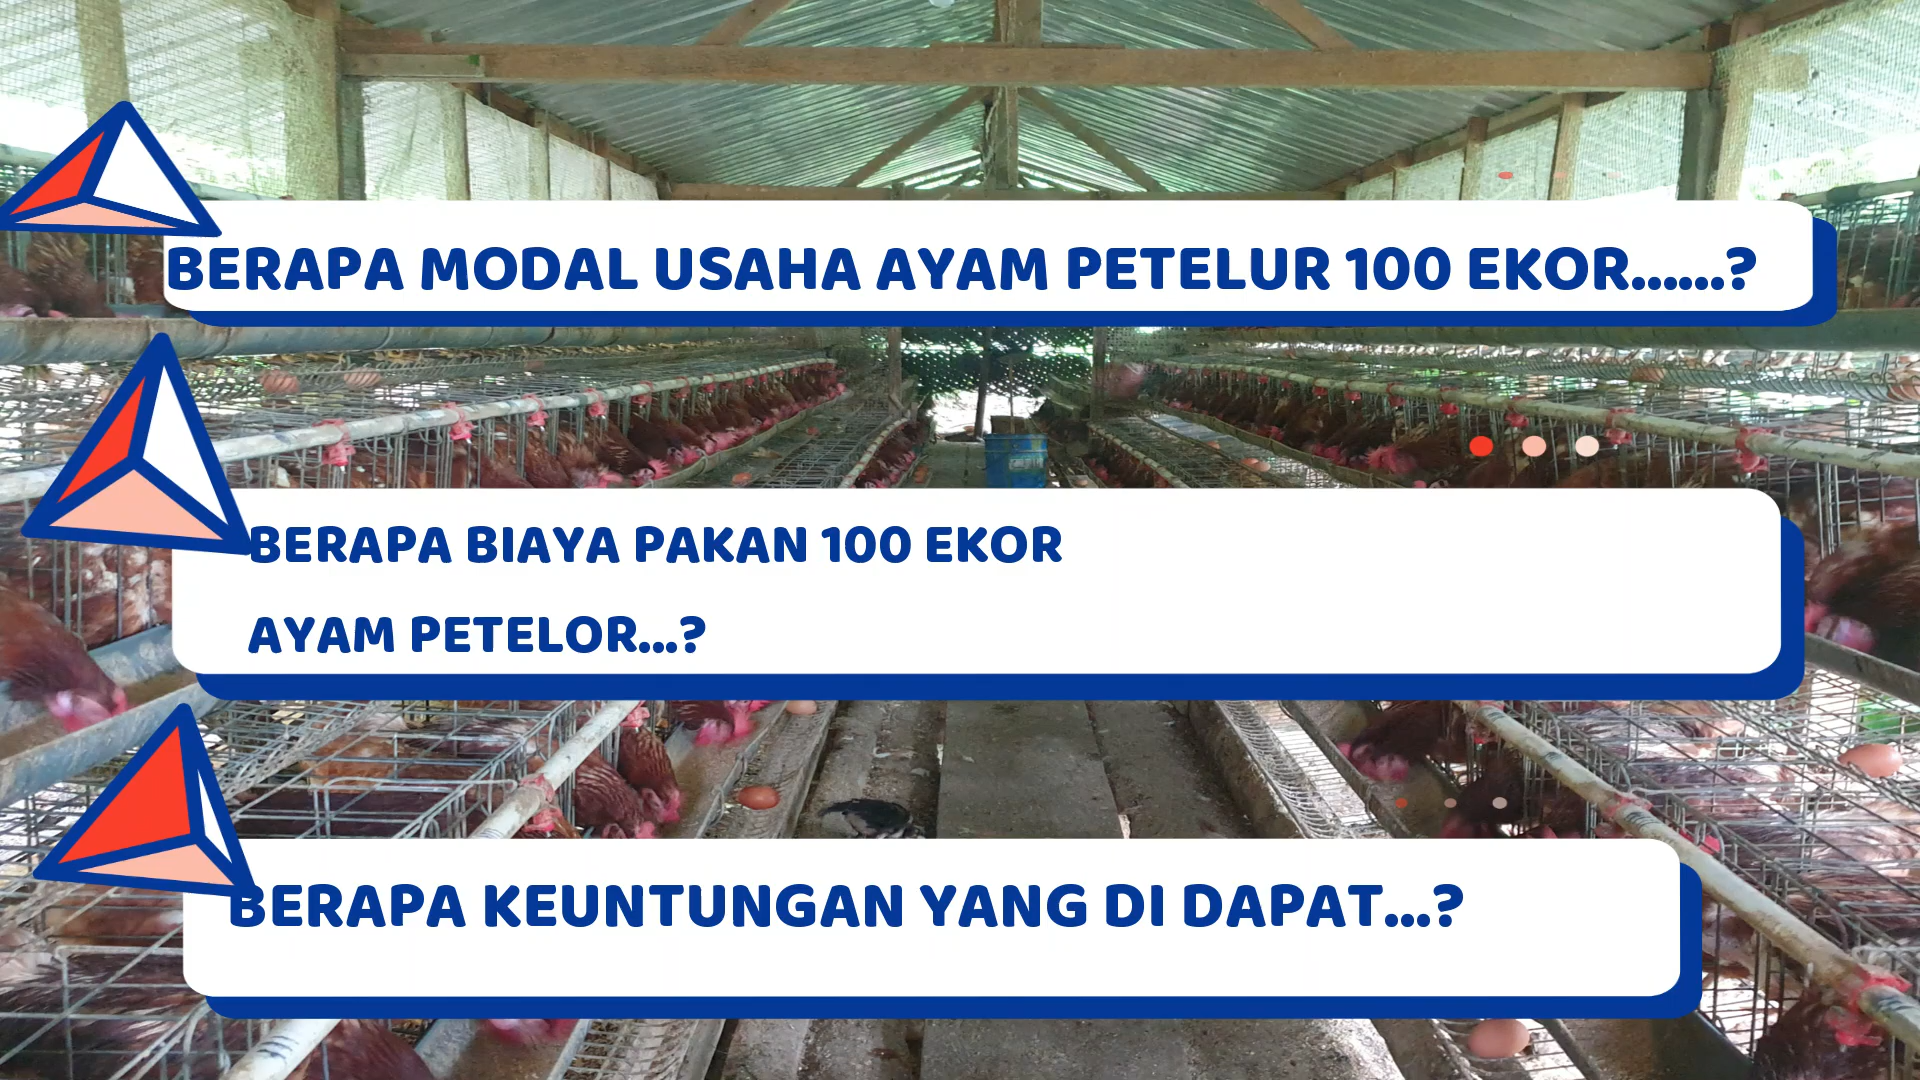 BERAPA MODAL USAHA AYAM PETELUR 100 EKOR......?
BERAPA BIAYA PAKAN 100 EKOR
AYAM PETELOR...?
BERAPA KEUNTUNGAN YANG DI DAPAT...?